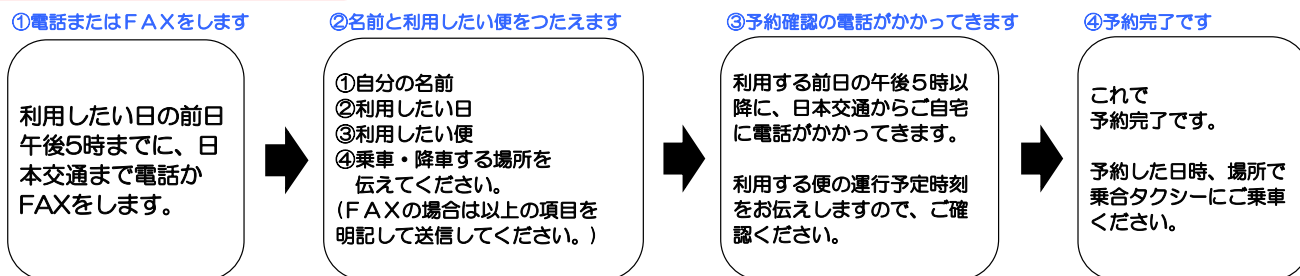 ①電話またはＦＡＸをします
利用したい日の前日
午後5時までに、日
本交通まで電話か
FAXをします。
②名前と利用したい便をつたえます
①自分の名前
②利用したい日
③利用したい便
④乗車・降車する場所を
伝えてください。
(ＦＡＸの場合は以上の項目を
明記して送信してください。)
③予約確認の電話がかかってきます
利用する前日の午後５時以
降に、日本交通からご自宅
に電話がかかってきます。
利用する便の運行予定時刻
をお伝えしますので、ご確
認ください。
④予約完了です
これで
予約完了です。
予約した日時、場所で
乗合タクシーにご乗車
ください。